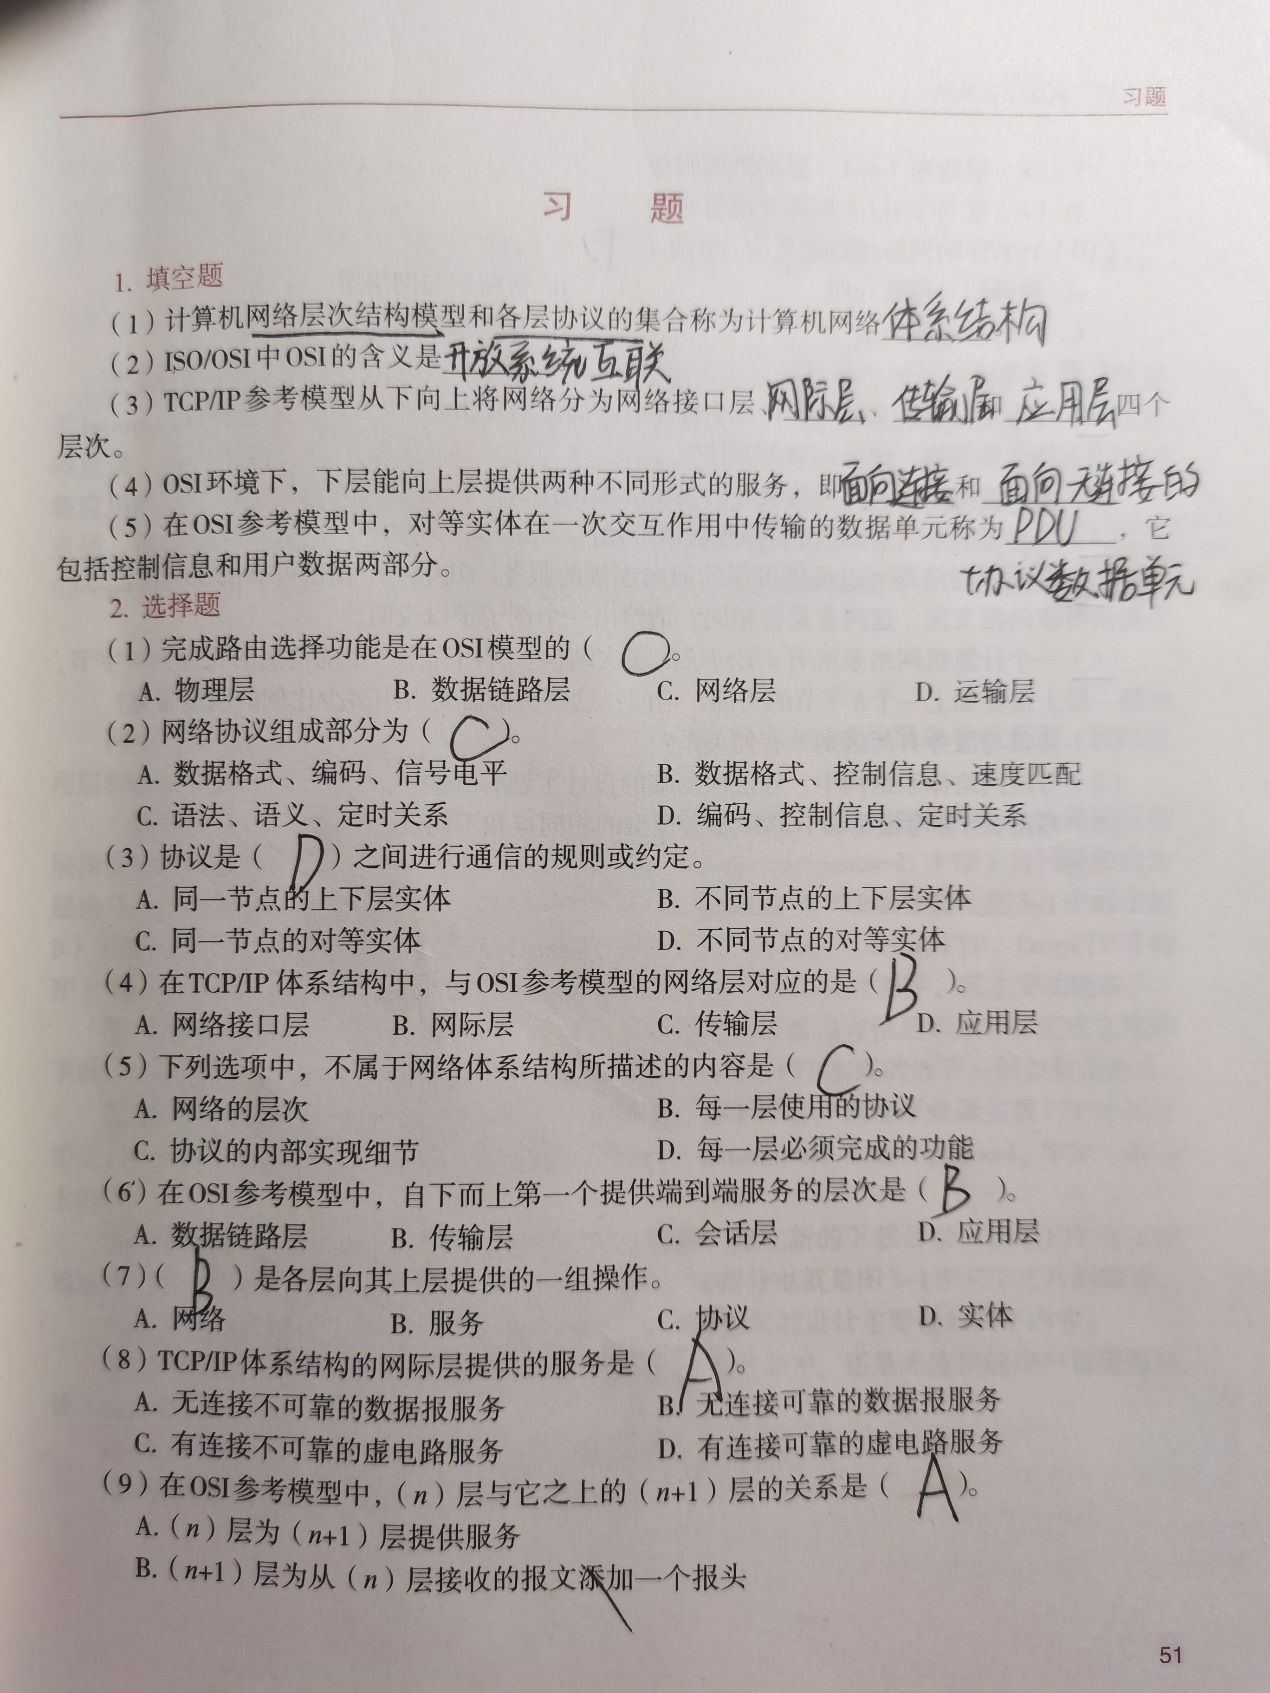 习题
习 题
1. 填空题
(1)计算机网络层次结构模型和各层协议的集合称为计算机网络体系结构
(2)ISO/OSI中OSI的含义是开放系统互联
(3)TCP/IP参考模型从下向上将网络分为网络接口层、网际层、传输层和 应用层四个
层次。
(4)OSI环境下，下层能向上层提供两种不同形式的服务，即面向连接和 面向无连接的
(5)在OSI参考模型中，对等实体在一次交互作用中传输的数据单元称为PDU，它
包括控制信息和用户数据两部分。 协议数据单元
2. 选择题
(1)完成路由选择功能是在OSI模型的( C )。
A. 物理层 B. 数据链路层 C. 网络层 D. 运输层
(2)网络协议组成部分为( C )。
A. 数据格式、编码、信号电平 B. 数据格式、控制信息、速度匹配
C. 语法、语义、定时关系 D. 编码、控制信息、定时关系
(3)协议是( D )之间进行通信的规则或约定。
A. 同一节点的上下层实体 B. 不同节点的上下层实体
C. 同一节点的对等实体 D. 不同节点的对等实体
(4)在TCP/IP体系结构中，与OSI参考模型的网络层对应的是( B )。
A. 网络接口层 B. 网际层 C. 传输层 D. 应用层
(5)下列选项中，不属于网络体系结构所描述的内容是( C )。
A. 网络的层次 B. 每一层使用的协议
C. 协议的内部实现细节 D. 每一层必须完成的功能
(6)在OSI参考模型中，自下而上第一个提供端到端服务的层次是( B )。
A. 数据链路层 B. 传输层 C. 会话层 D. 应用层
(7)( B )是各层向其上层提供的一组操作。
A. 网络 B. 服务 C. 协议 D. 实体
(8)TCP/IP体系结构的网际层提供的服务是( A )。
A. 无连接不可靠的数据报服务 B. 无连接可靠的数据报服务
C. 有连接不可靠的虚电路服务 D. 有连接可靠的虚电路服务
(9)在OSI参考模型中，(n)层与它之上的(n+1)层的关系是( A )。
A.(n)层为(n+1)层提供服务
B.(n+1)层为从(n)层接收的报文添加一个报头
51